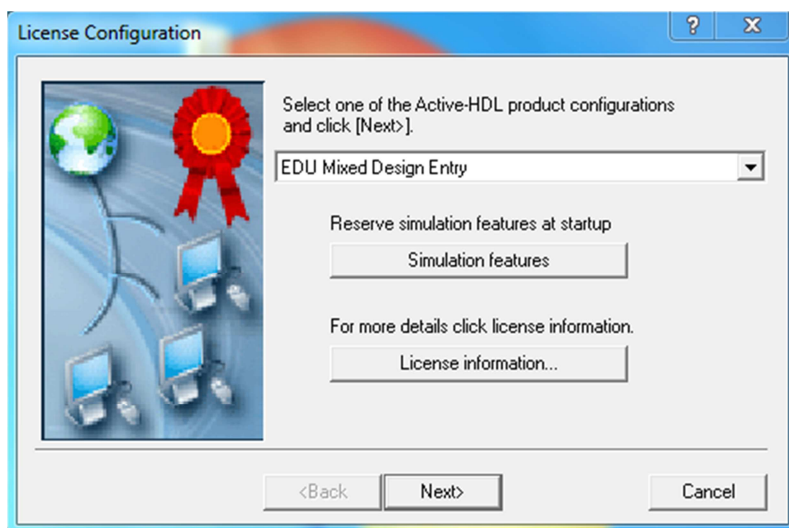 License Configuration
Select one of the Active-HDL product configurations
and click [Next>].
EDU Mixed Design Entry
Reserve simulation features at startup
Simulation features
For more details click license information.
License information...
<Back
Next>
Cancel